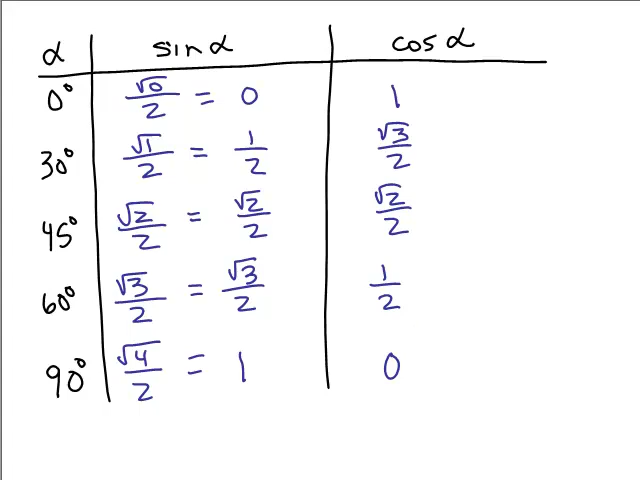 α sin α cos α
0° √0/2 = 0 1
30° √1/2 = 1/2 √3/2
45° √2/2 = √2/2 √2/2
60° √3/2 = √3/2 1/2
90° √4/2 = 1 0